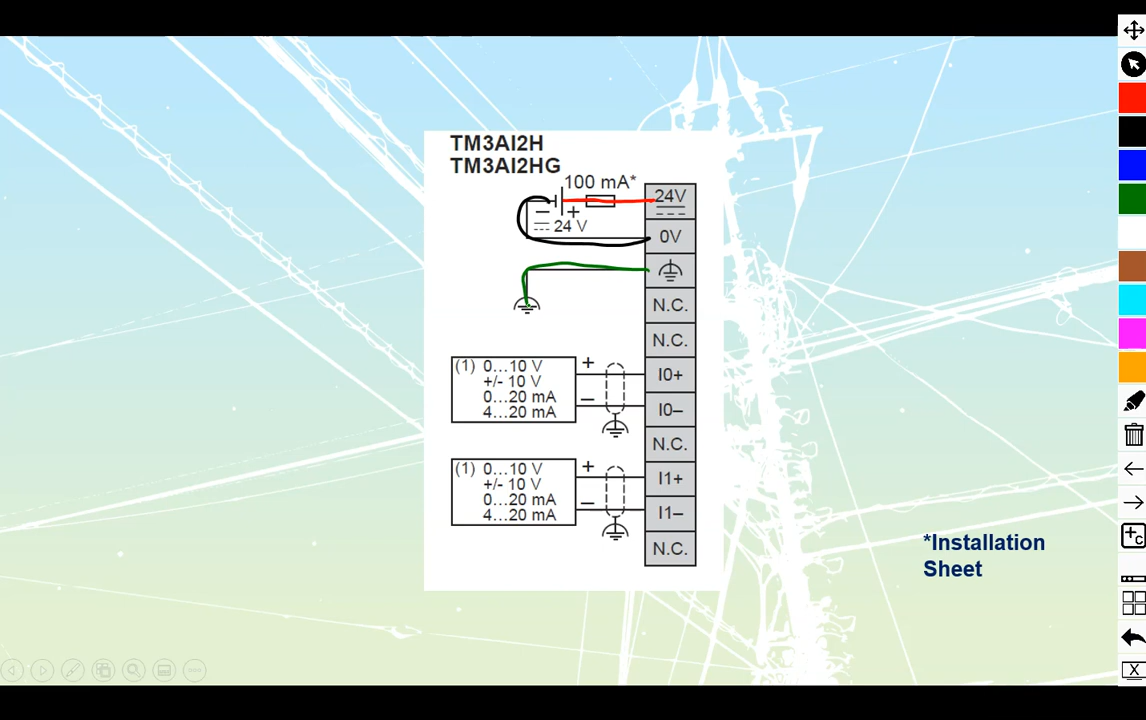 TM3AI2H
TM3AI2HG
100 mA*
24V
– +
24 V
0V
N.C.
N.C.
(1) 0...10 V
+/- 10 V
0...20 mA
4...20 mA
+
–
I0+
I0–
N.C.
(1) 0...10 V
+/- 10 V
0...20 mA
4...20 mA
+
–
I1+
I1–
N.C.
*Installation
Sheet
+C
X